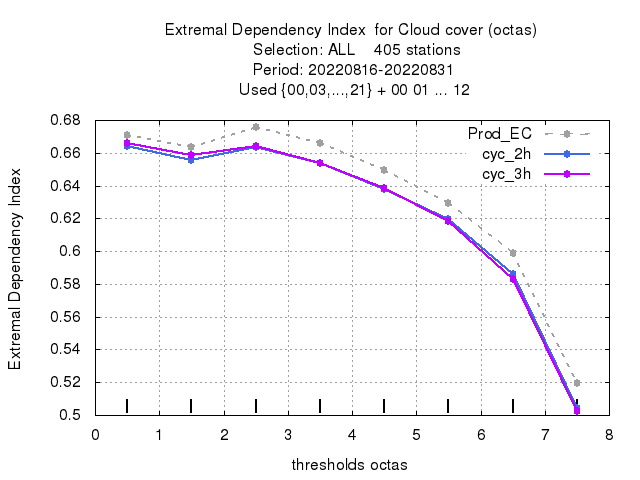 Extremal Dependency Index  for Cloud cover (octas)
Selection: ALL    405 stations
Period: 20220816-20220831
Used {00,03,...,21} + 00 01 ... 12
Prod_EC
cyc_2h
cyc_3h
Extremal Dependency Index
0.68
0.66
0.64
0.62
0.6
0.58
0.56
0.54
0.52
0.5
0 1 2 3 4 5 6 7 8
thresholds octas